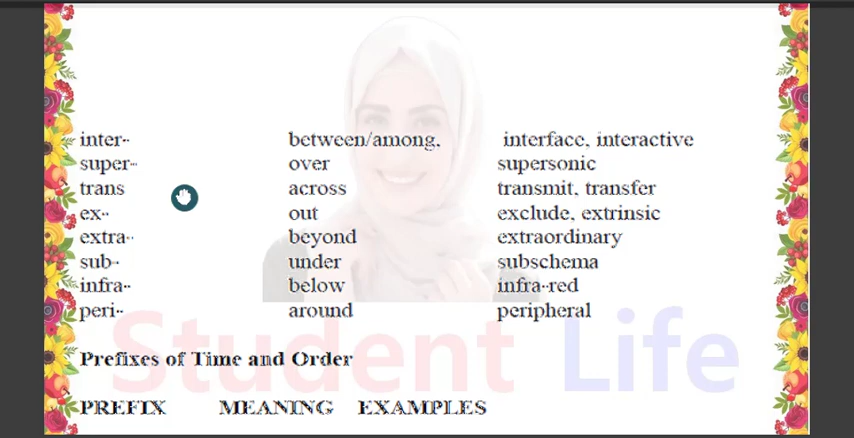 inter-- between/among, interface, interactive
super-- over supersonic
trans across transmit, transfer
ex-- out exclude, extrinsic
extra-- beyond extraordinary
sub-- under subschema
infra-- below infra-red
peri-- around peripheral
Student Life
Prefixes of Time and Order
PREFIX MEANING EXAMPLES